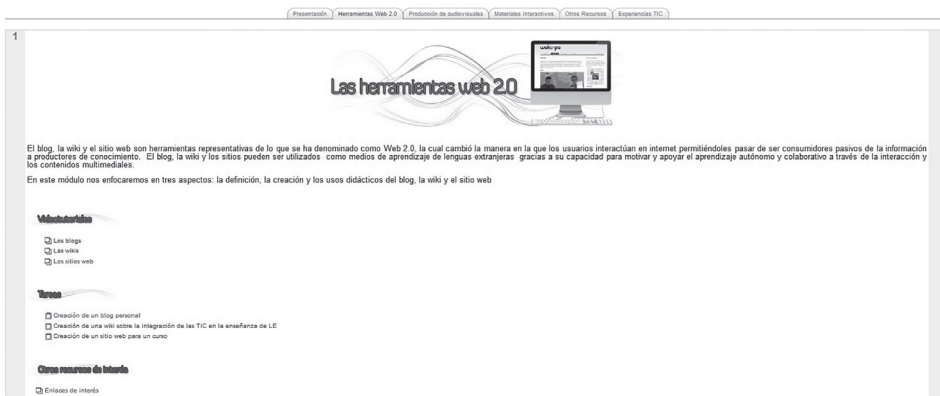 Presentación Herramientas Web 2.0 Producción de audiovisuales Materiales Interactivos Otros Recursos Experiencias TIC
1
Las herramientas web 2.0
El blog, la wiki y el sitio web son herramientas representativas de lo que se ha denominado como Web 2.0, la cual cambió la manera en la que los usuarios interactúan en internet permitiéndoles pasar de ser consumidores pasivos de la información
a productores de conocimiento. El blog, la wiki y los sitios pueden ser utilizados como medios de aprendizaje de lenguas extranjeras gracias a su capacidad para motivar y apoyar el aprendizaje autónomo y colaborativo a través de la interacción y
los contenidos multimediales.
En este módulo nos enfocaremos en tres aspectos: la definición, la creación y los usos didácticos del blog, la wiki y el sitio web
Videotutoriales
Los blogs
Las wikis
Los sitios web
Tareas
Creación de un blog personal
Creación de una wiki sobre la integración de las TIC en la enseñanza de LE
Creación de un sitio web para un curso
Otros recursos de interés
Enlaces de interés